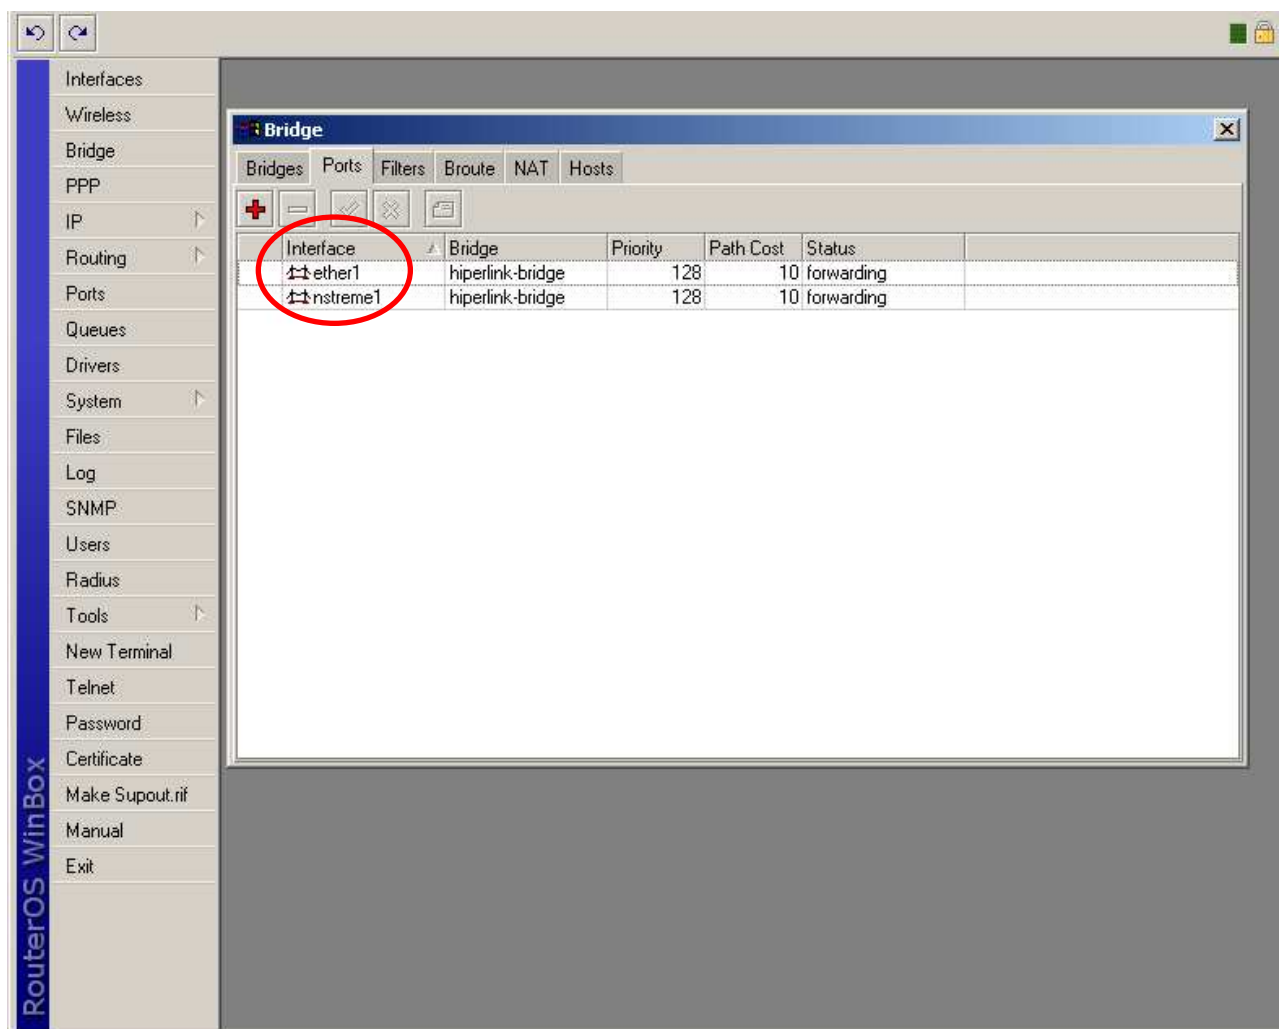 Interfaces
Wireless
Bridge
PPP
IP
Routing
Ports
Queues
Drivers
System
Files
Log
SNMP
Users
Radius
Tools
New Terminal
Telnet
Password
Certificate
Make Supout.rif
Manual
Exit
RouterOS WinBox
Bridge
Bridges Ports Filters Broute NAT Hosts
Interface Bridge Priority Path Cost Status
ether1 hiperlink-bridge 128 10 forwarding
nstreme1 hiperlink-bridge 128 10 forwarding